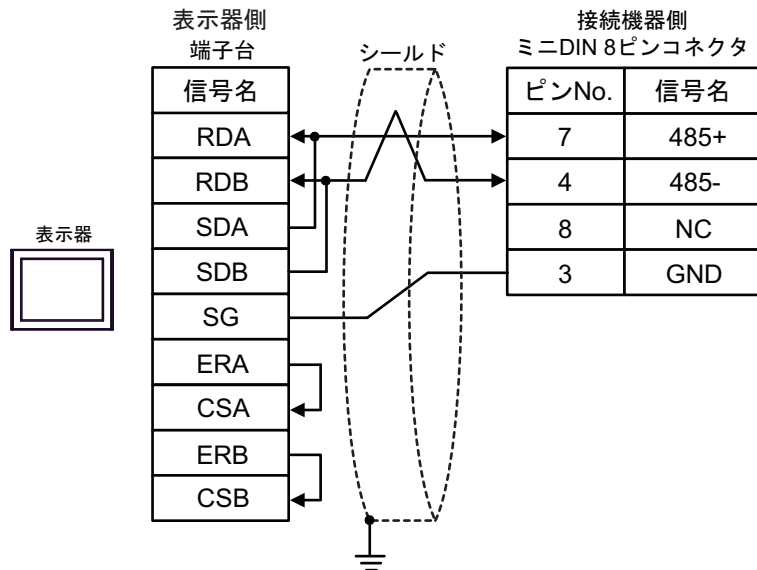 表示器側
端子台
シールド
接続機器側
ミニDIN 8ピンコネクタ
信号名
RDA
RDB
SDA
SDB
SG
ERA
CSA
ERB
CSB
ピンNo. 信号名
7 485+
4 485-
8 NC
3 GND
表示器